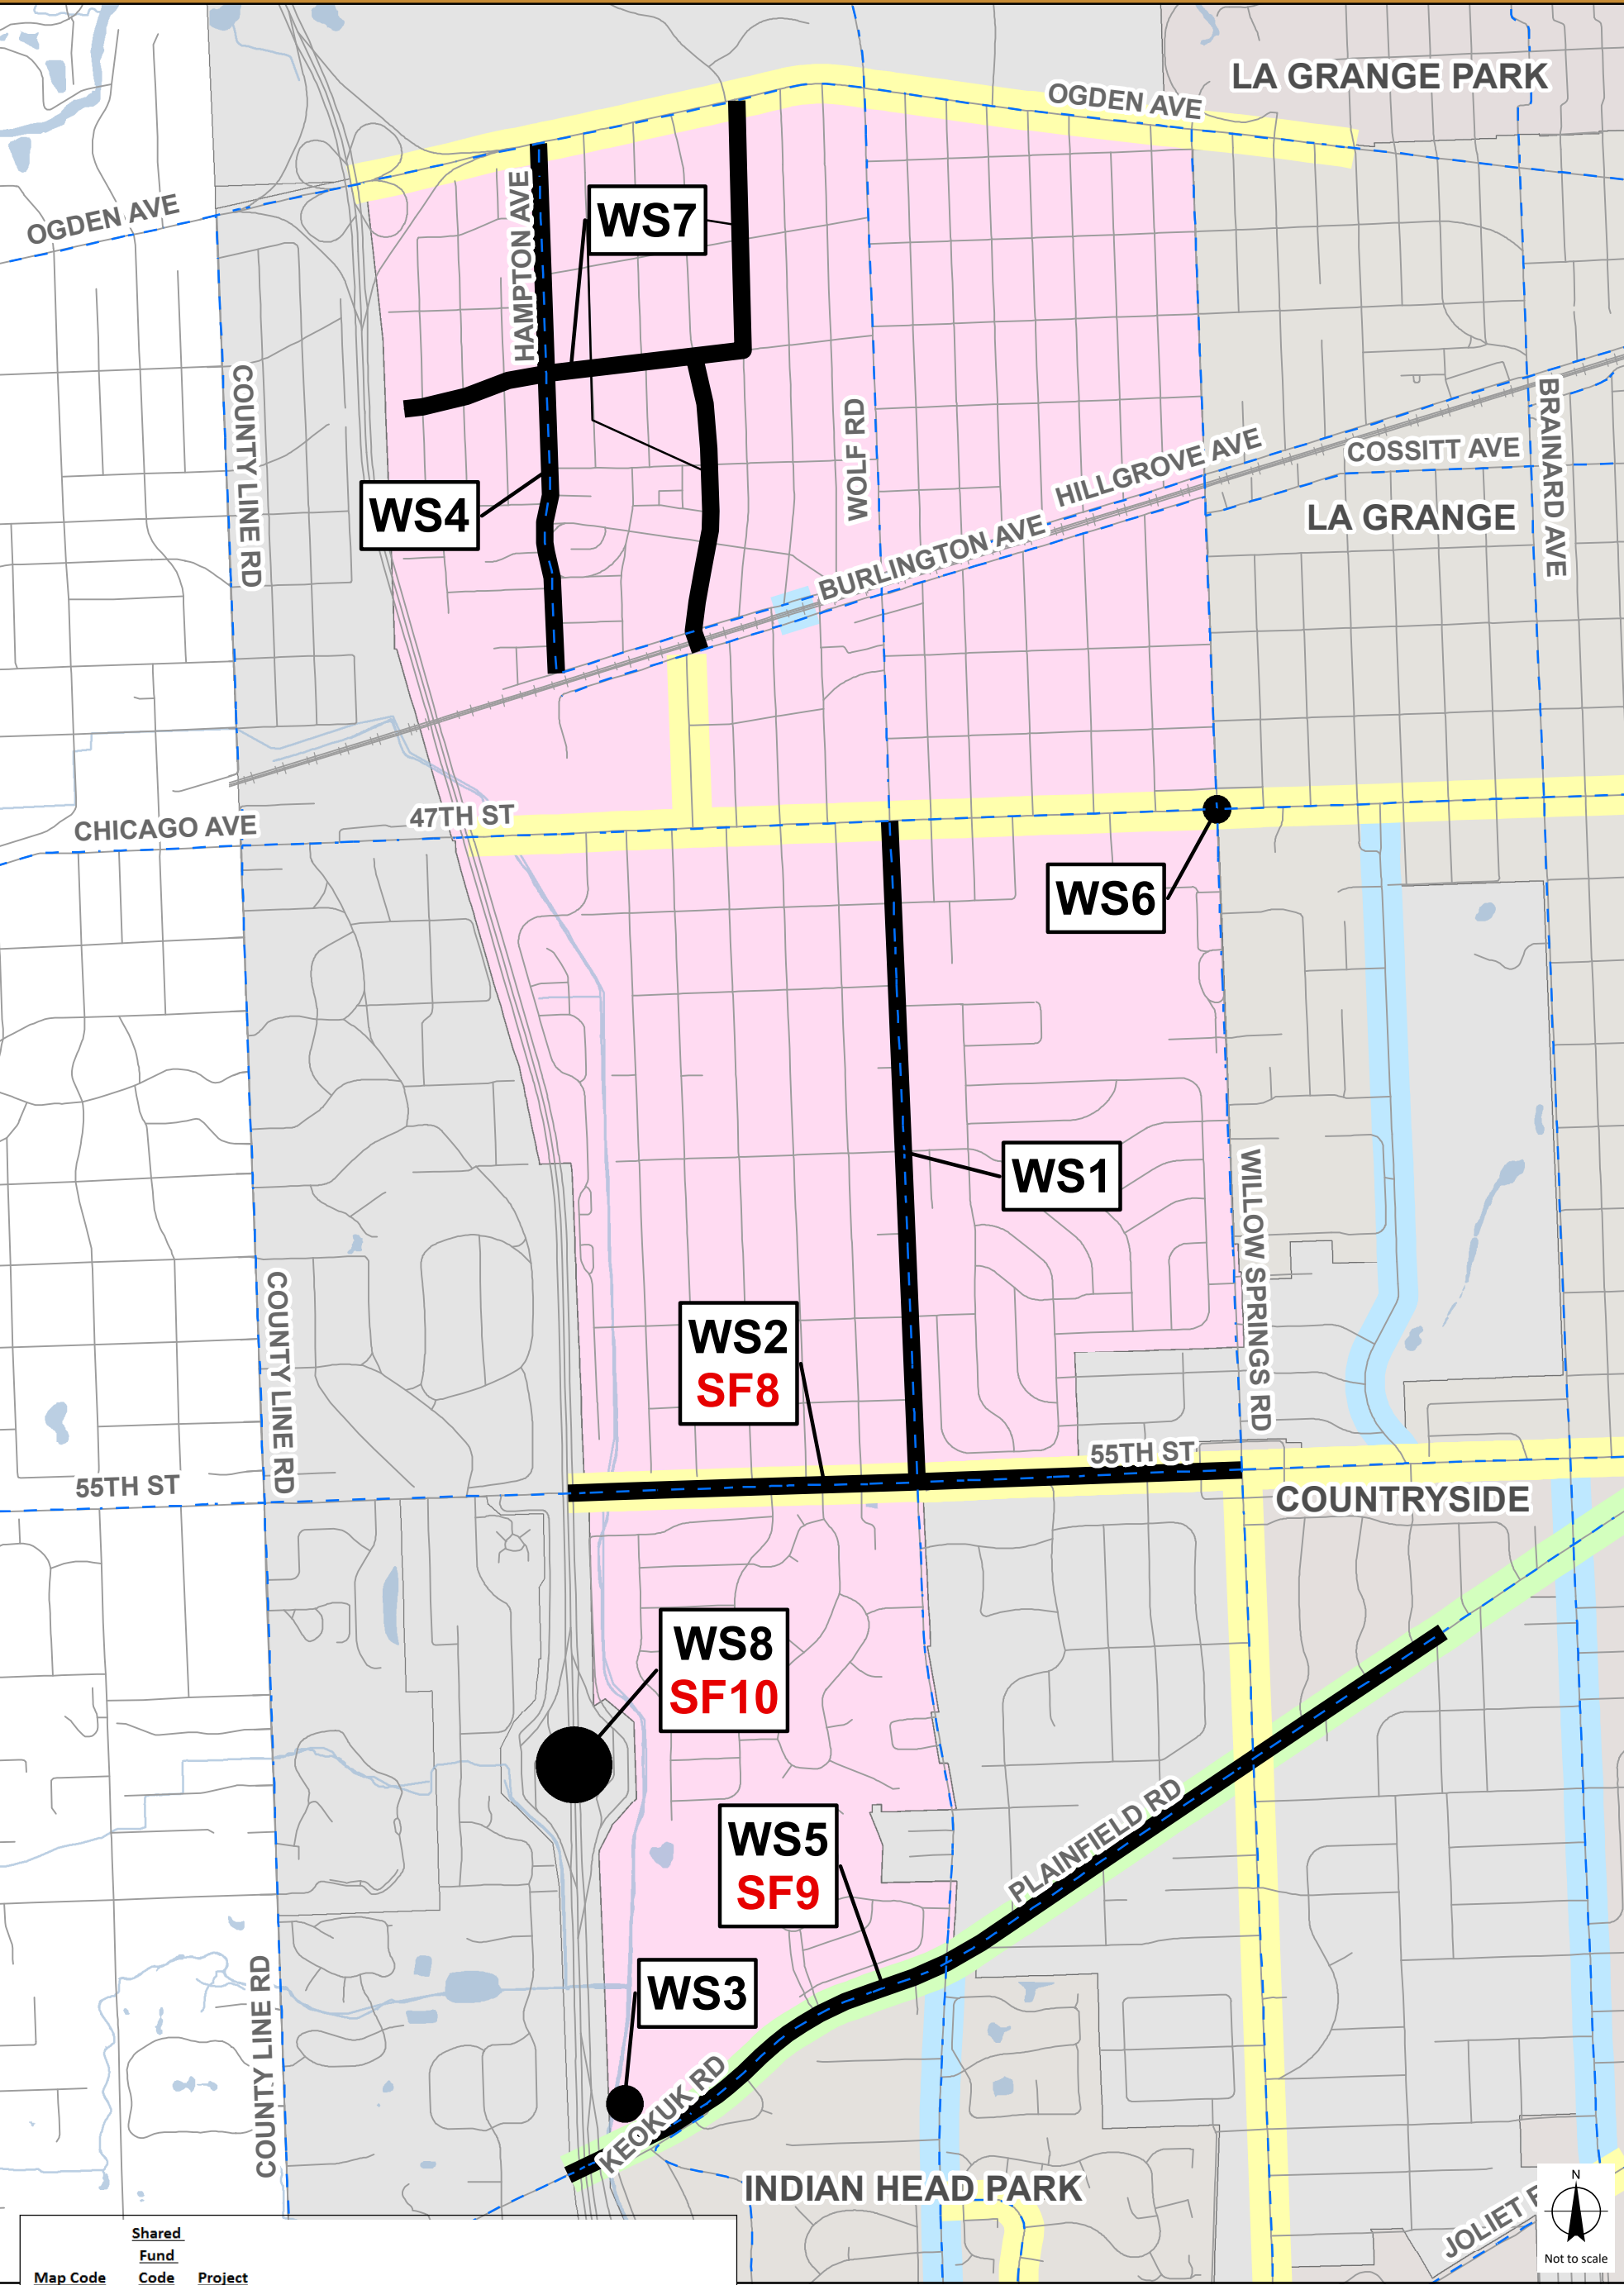 LA GRANGE PARK
OGDEN AVE
OGDEN AVE
HAMPTON AVE
WS7
COUNTY LINE RD
WOLF RD
BRAINARD AVE
HILLGROVE AVE
COSSITT AVE
WS4
LA GRANGE
BURLINGTON AVE
47TH ST
CHICAGO AVE
WS6
WS1
WILLOW SPRINGS RD
COUNTY LINE RD
WS2
SF8
55TH ST
55TH ST
COUNTRYSIDE
WS8
SF10
PLAINFIELD RD
WS5
SF9
COUNTY LINE RD
WS3
KEOKUK RD
INDIAN HEAD PARK
JOLIET
N
Not to scale
Shared
Fund
Map Code Code Project